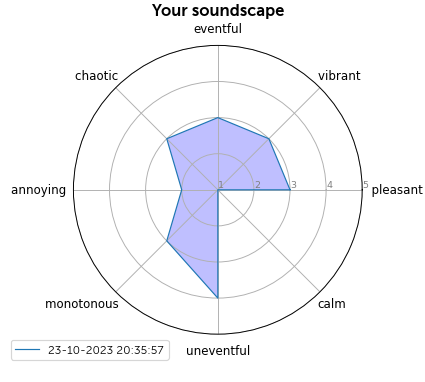 Your soundscape
eventful
chaotic
vibrant
annoying
1
2
3
4
5
pleasant
monotonous
calm
uneventful
23-10-2023 20:35:57